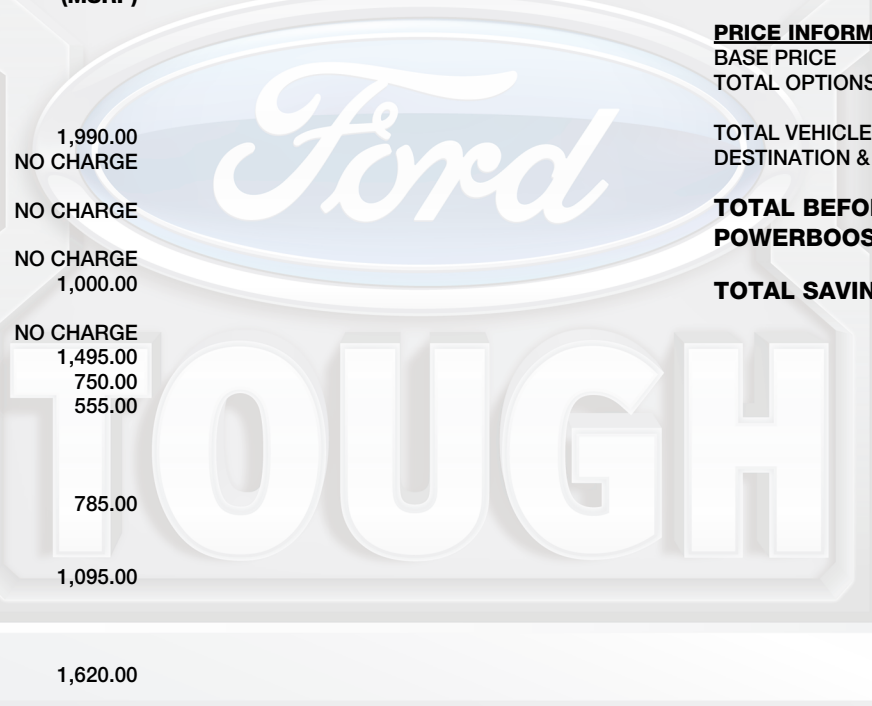 (MSRP)
1,990.00
NO CHARGE
NO CHARGE
NO CHARGE
1,000.00
NO CHARGE
1,495.00
750.00
555.00
785.00
1,095.00
1,620.00
PRICE INFORM
BASE PRICE
TOTAL OPTIONS
TOTAL VEHICLE
DESTINATION &
TOTAL BEFO
POWERBOOS
TOTAL SAVIN
Ford
TOUGH